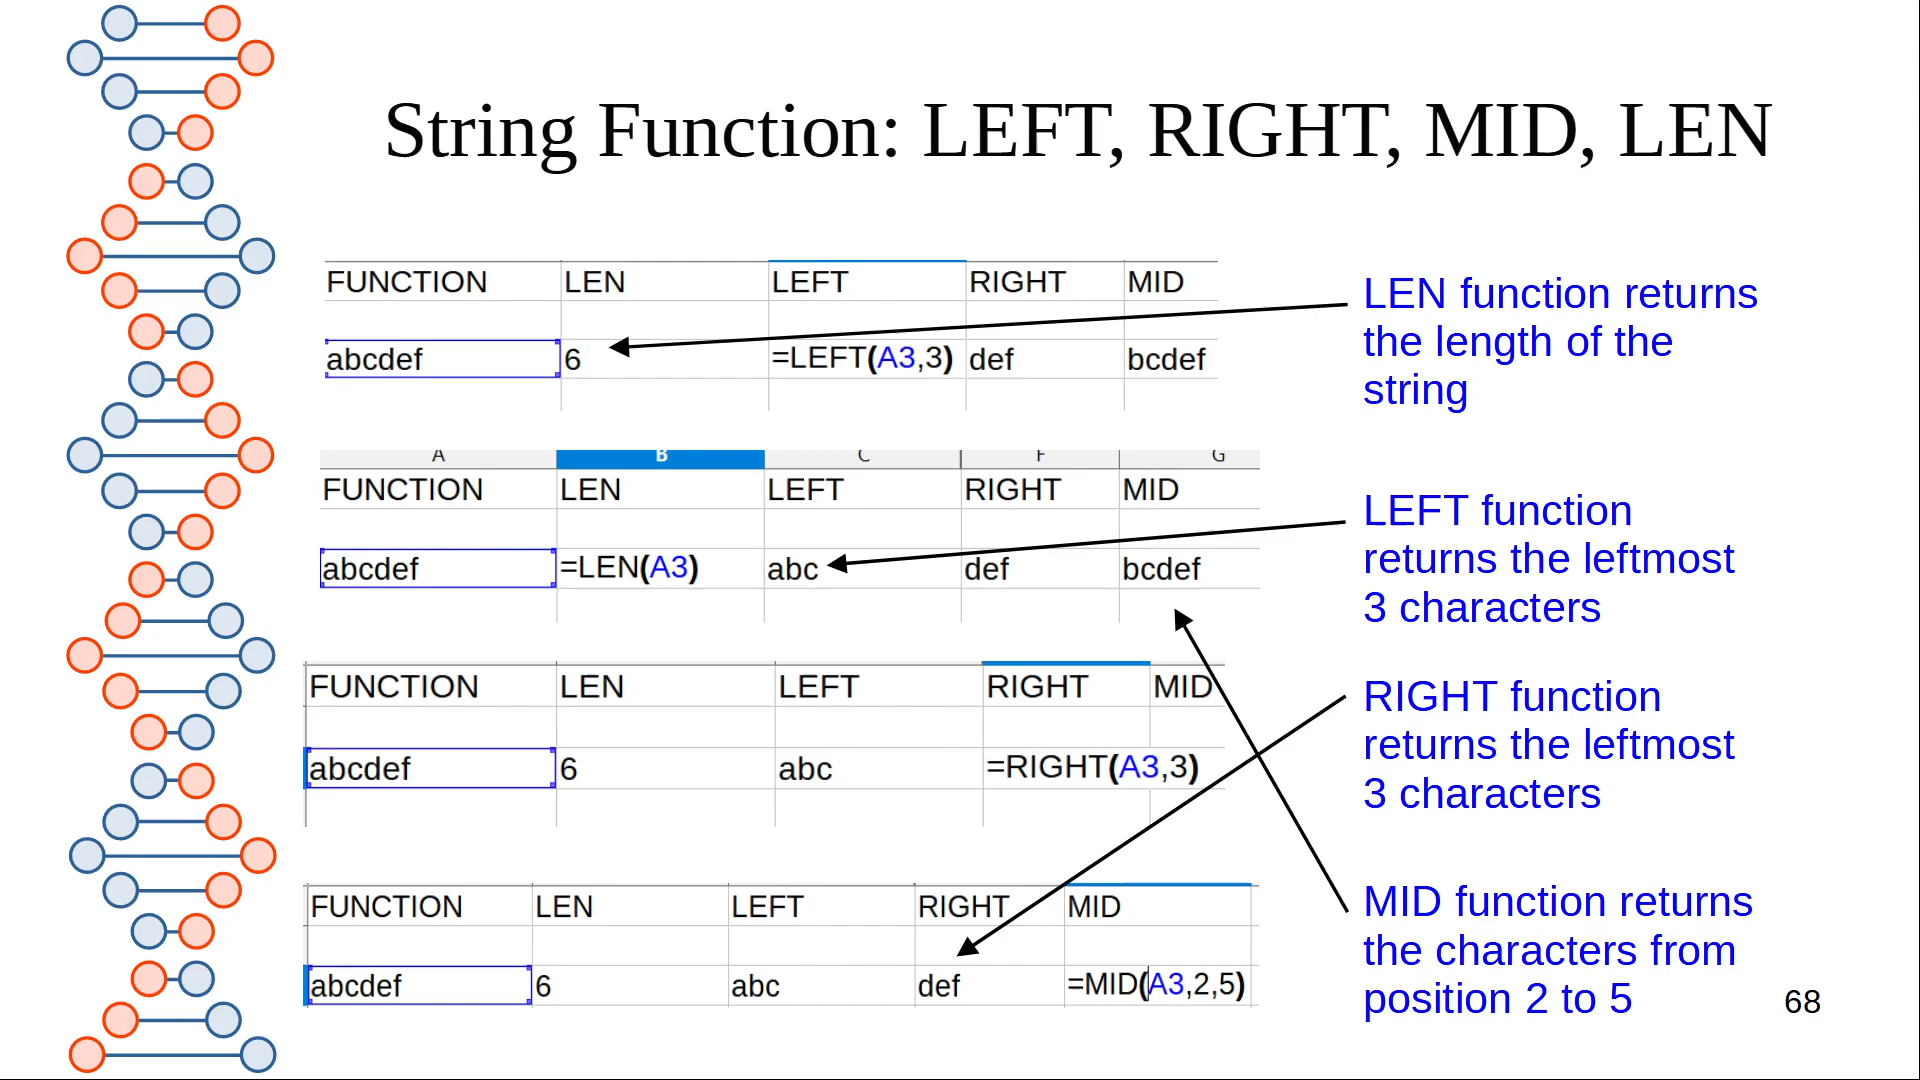 String Function: LEFT, RIGHT, MID, LEN
FUNCTION LEN LEFT RIGHT MID
abcdef 6 =LEFT(A3,3) def bcdef
LEN function returns
the length of the
string
A B C F G
FUNCTION LEN LEFT RIGHT MID
abcdef =LEN(A3) abc def bcdef
LEFT function
returns the leftmost
3 characters
FUNCTION LEN LEFT RIGHT MID
abcdef 6 abc =RIGHT(A3,3)
RIGHT function
returns the leftmost
3 characters
FUNCTION LEN LEFT RIGHT MID
abcdef 6 abc def =MID(A3,2,5)
MID function returns
the characters from
position 2 to 5
68